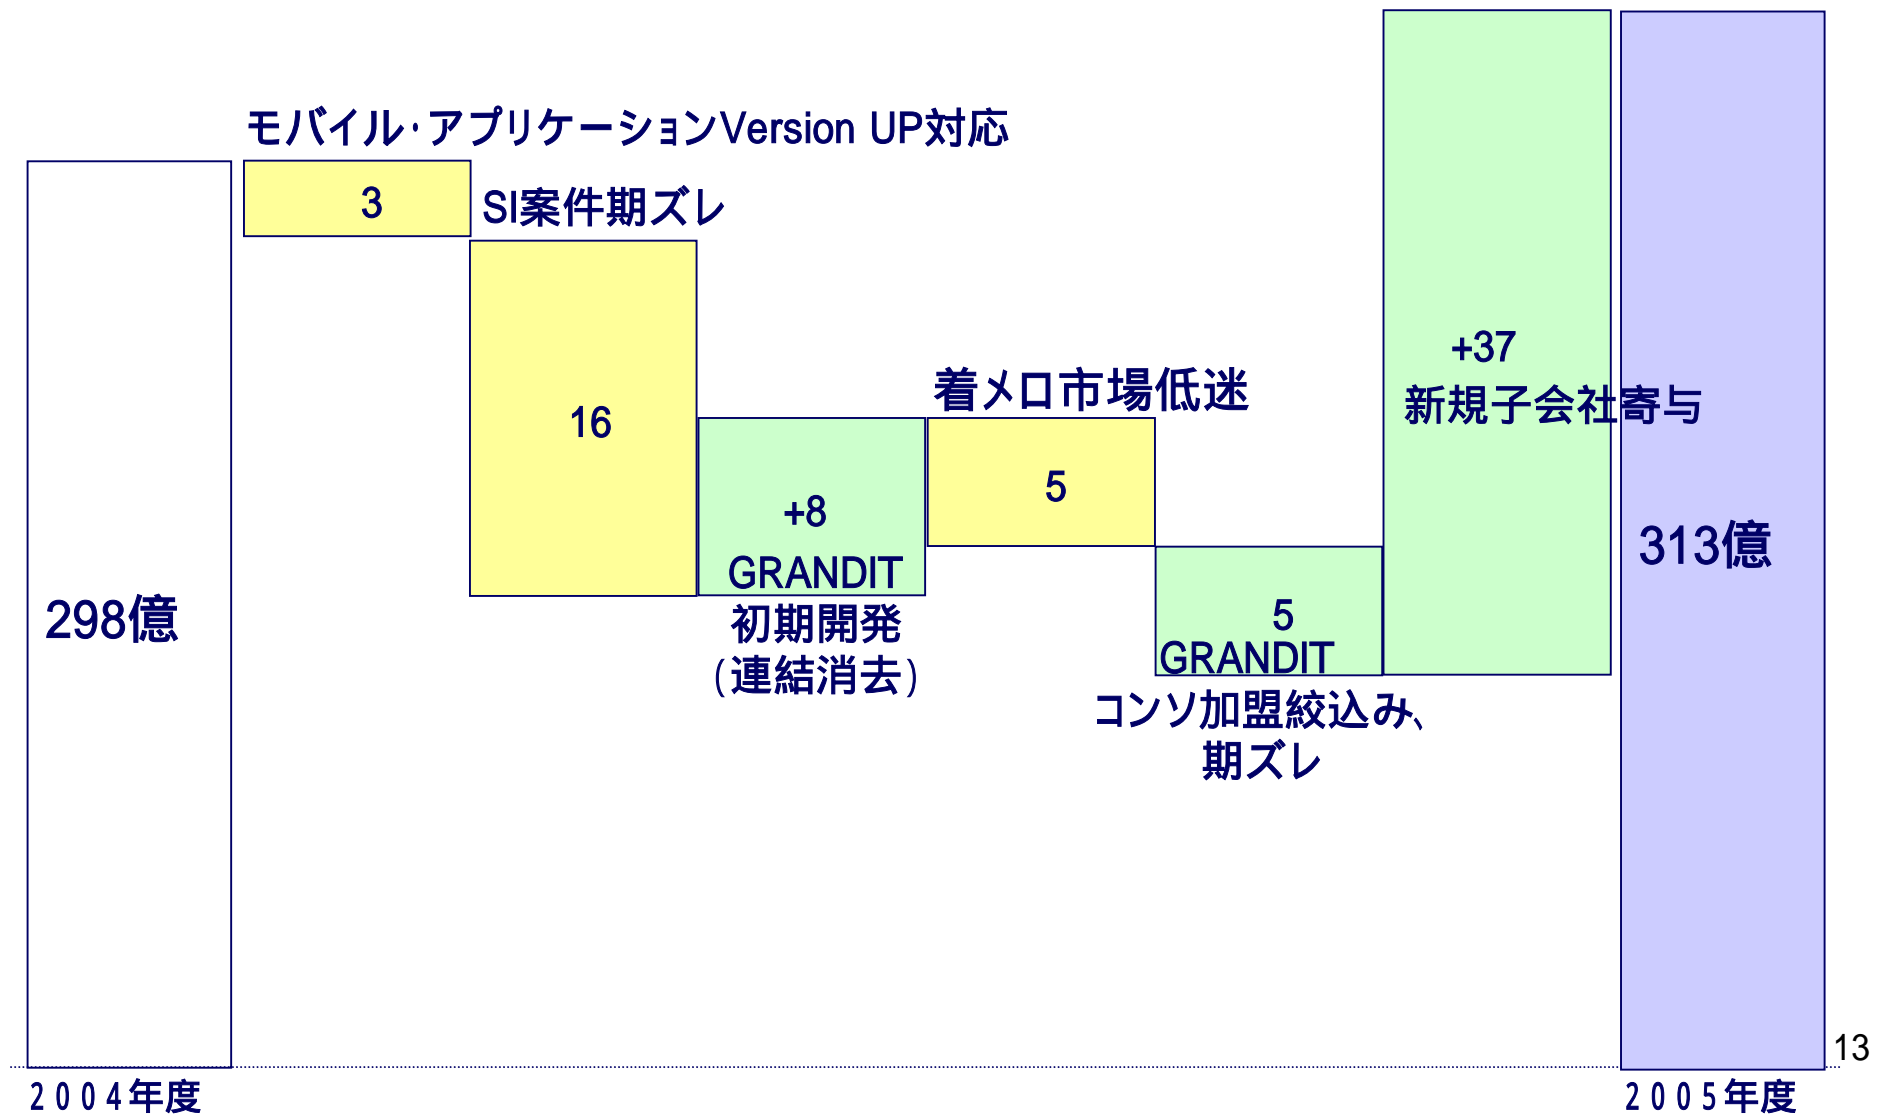 モバイル・アプリケーションVersion UP対応
3
SI案件期ズレ
16
+8
GRANDIT
初期開発
(連結消去)
着メロ市場低迷
5
5
GRANDIT
コンソ加盟絞込み、
期ズレ
+37
新規子会社寄与
298億
313億
2004年度
2005年度
13